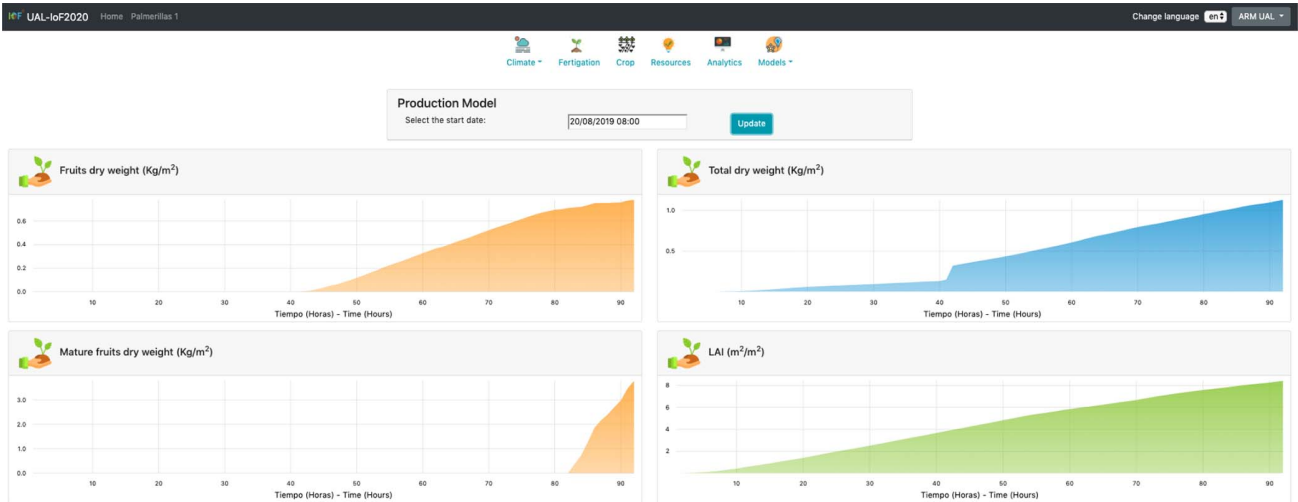 IoF UAL-IoF2020 Home Palmerillas 1 Change language en ARM UAL
Climate Fertigation Crop Resources Analytics Models
Production Model
Select the start date: 20/08/2019 08:00 Update
Fruits dry weight (Kg/m²)
0.6
0.4
0.2
0.0
10 20 30 40 50 60 70 80 90
Tiempo (Horas) - Time (Hours)
Total dry weight (Kg/m²)
1.0
0.5
10 20 30 40 50 60 70 80 90
Tiempo (Horas) - Time (Hours)
Mature fruits dry weight (Kg/m²)
3.0
2.0
1.0
0.0
10 20 30 40 50 60 70 80 90
Tiempo (Horas) - Time (Hours)
LAI (m²/m²)
8
6
4
2
10 20 30 40 50 60 70 80 90
Tiempo (Horas) - Time (Hours)